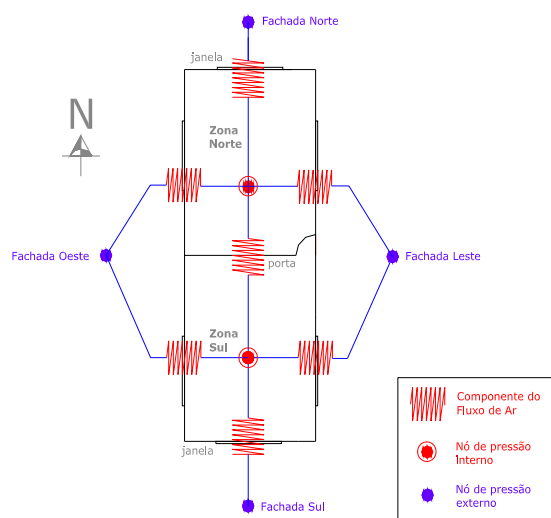 Fachada Norte
janela
N
Zona
Norte
Fachada Oeste
Fachada Leste
porta
Zona
Sul
janela
Fachada Sul
Componente do
Fluxo de Ar
Nó de pressão
Interno
Nó de pressão
externo